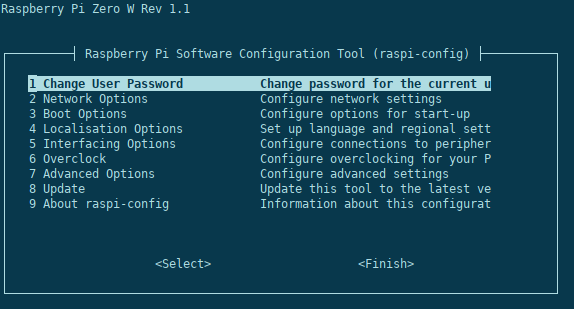 Raspberry Pi Zero W Rev 1.1
Raspberry Pi Software Configuration Tool (raspi-config)
1 Change User Password Change password for the current u
2 Network Options Configure network settings
3 Boot Options Configure options for start-up
4 Localisation Options Set up language and regional sett
5 Interfacing Options Configure connections to peripher
6 Overclock Configure overclocking for your P
7 Advanced Options Configure advanced settings
8 Update Update this tool to the latest ve
9 About raspi-config Information about this configurat
<Select> <Finish>